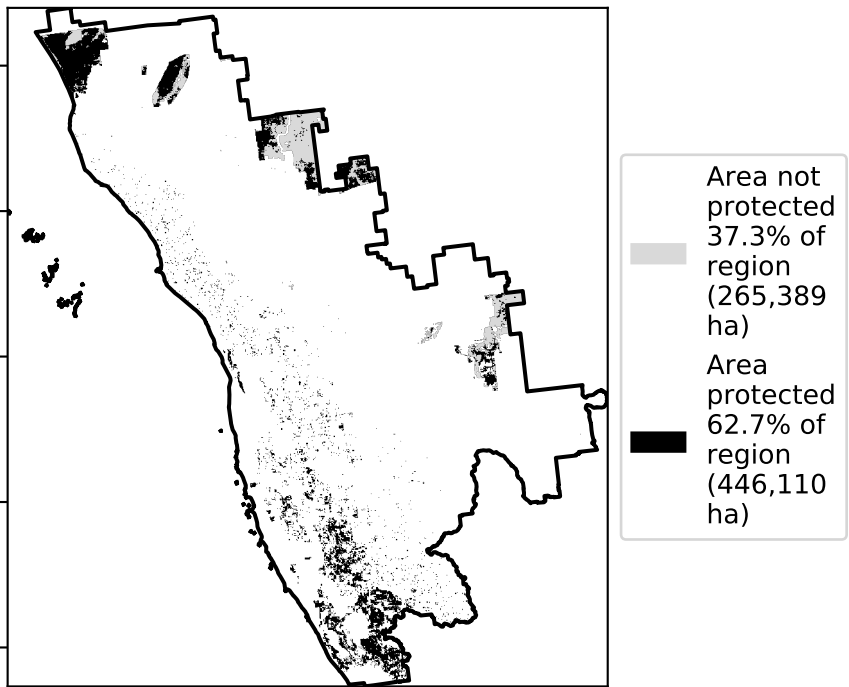 Area not
protected
37.3% of
region
(265,389
ha)
Area
protected
62.7% of
region
(446,110
ha)